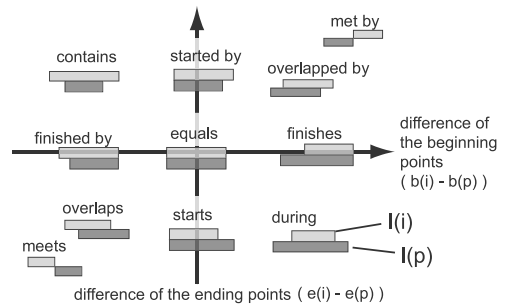 met by
contains
started by
overlapped by
finished by
equals
finishes
difference of
the beginning
points
( b(i) - b(p) )
overlaps
starts
during
I(i)
meets
I(p)
difference of the ending points ( e(i) - e(p) )